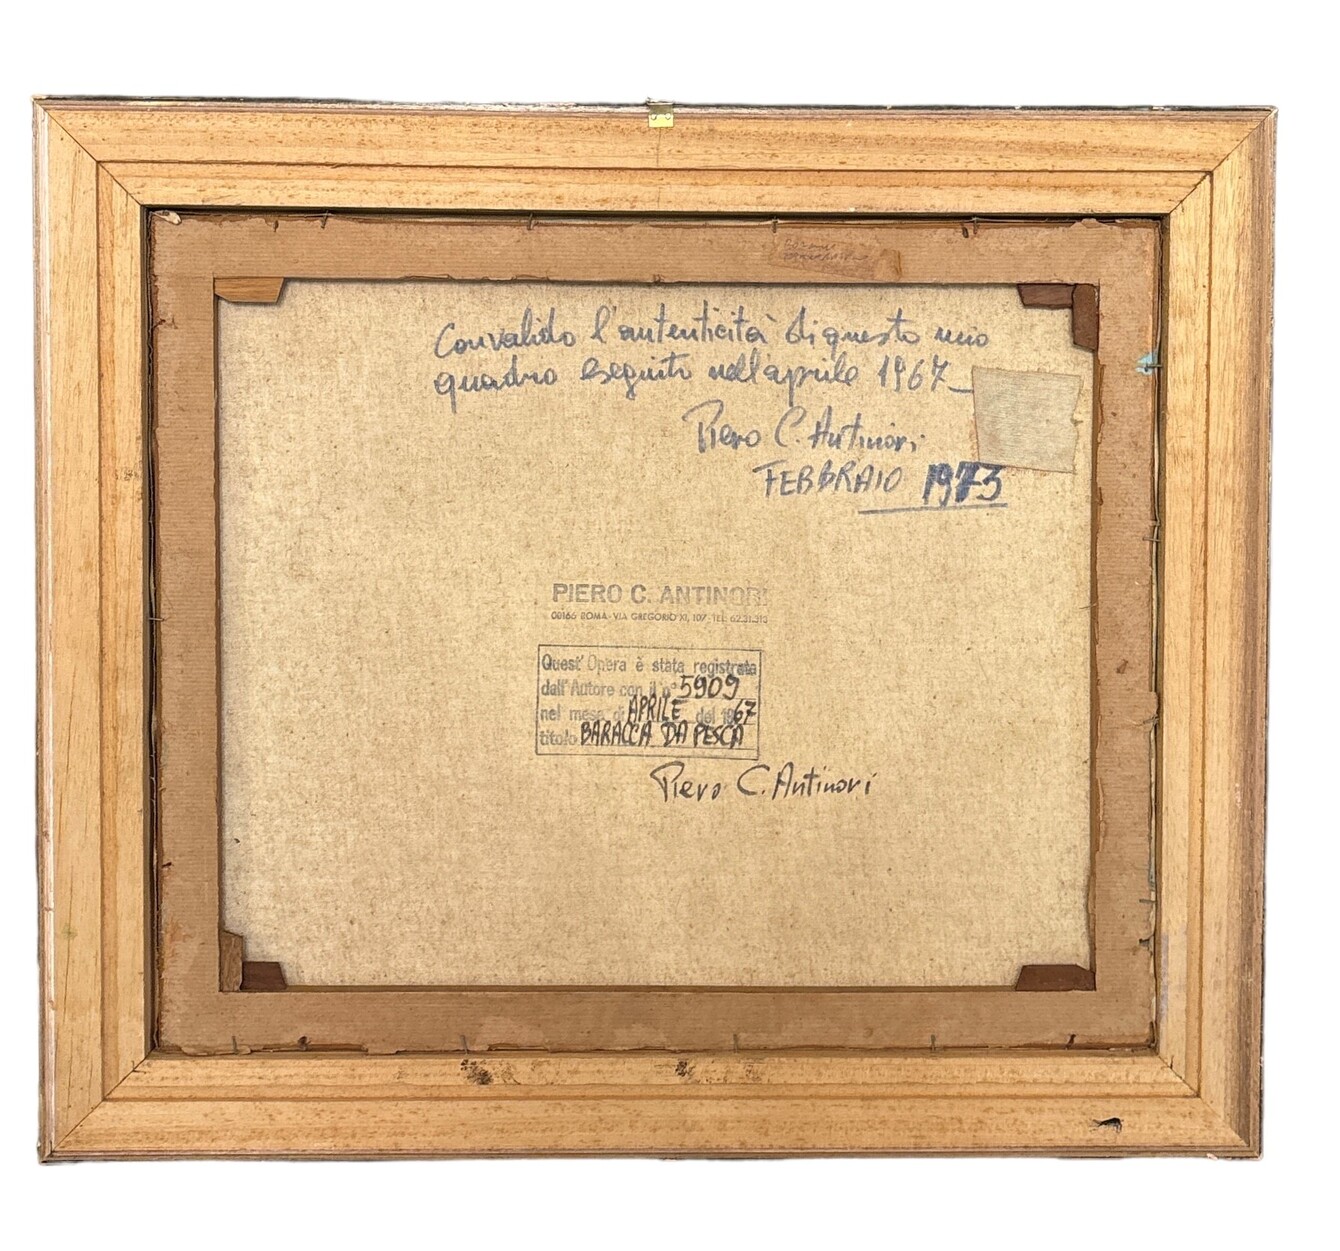 Convalido l'autenticità di questo mio
quadro eseguito nell'aprile 1967_
Piero C. Antinori
FEBBRAIO 1973
PIERO C. ANTINORI
00166 ROMA - VIA GREGORIO XI, 107 - TEL. 62.31.313
Quest' Opera è stata registrata
dall'Autore con il n° 5909
nel mese di APRILE del 1967
titolo BARACCA DA PESCA
Piero C. Antinori